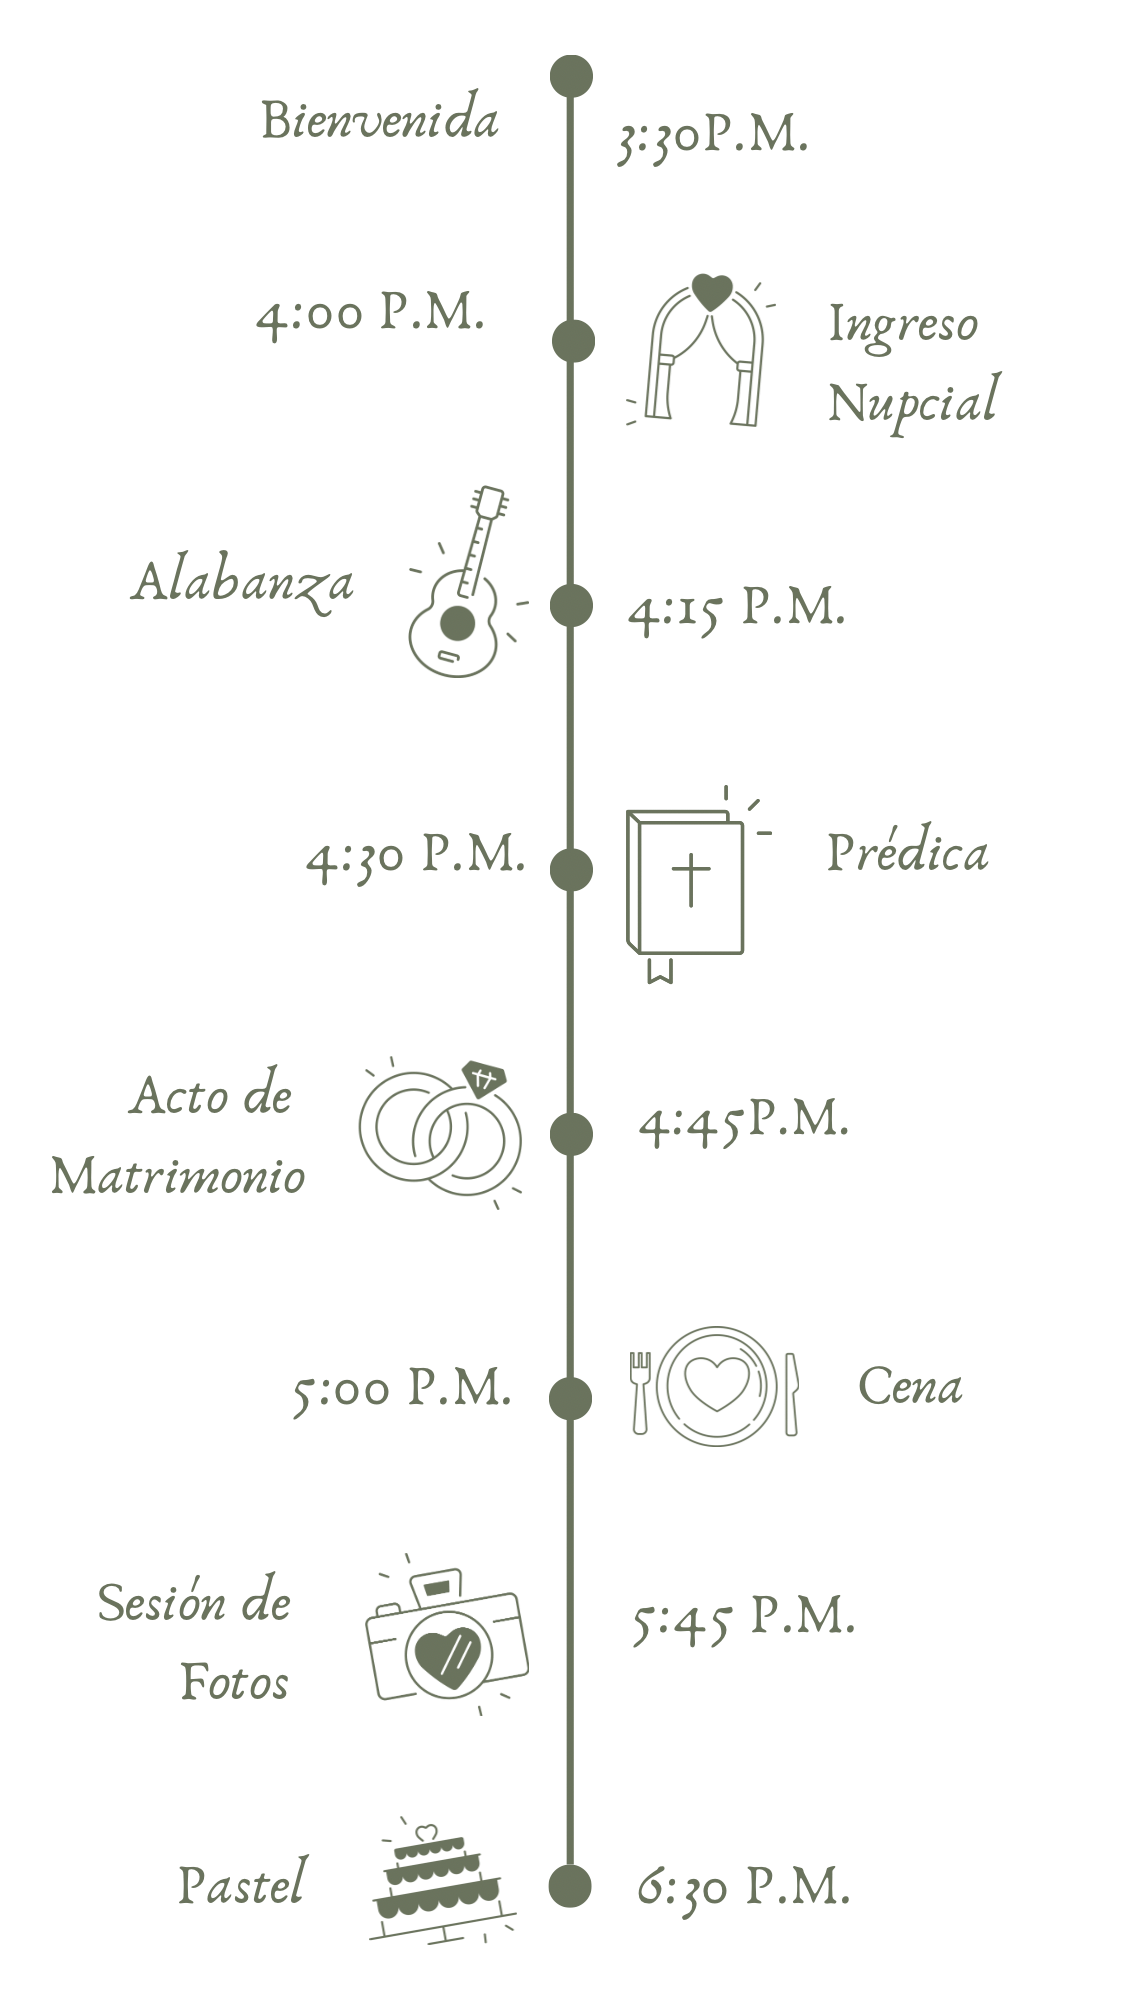 Bienvenida
3:30P.M.
4:00 P.M.
Ingreso
Nupcial
Alabanza
4:15 P.M.
4:30 P.M.
Prédica
Acto de
Matrimonio
4:45P.M.
5:00 P.M.
Cena
Sesión de
Fotos
5:45 P.M.
Pastel
6:30 P.M.